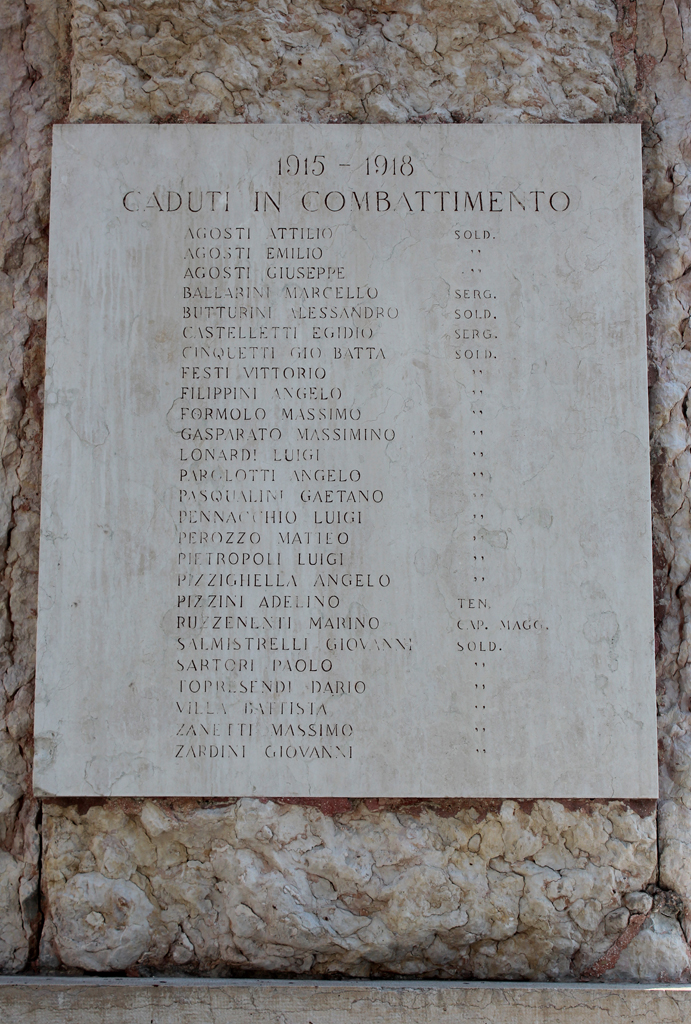 1915 - 1918
CADUTI IN COMBATTIMENTO
AGOSTI ATTILIO SOLD.
AGOSTI EMILIO ''
AGOSTI GIUSEPPE ''
BALLARINI MARCELLO SERG.
BUTTURINI ALESSANDRO SOLD.
CASTELLETTI EGIDIO SERG.
CINQUETTI GIO BATTA SOLD.
FESTI VITTORIO ''
FILIPPINI ANGELO ''
FORMOLO MASSIMO ''
GASPARATO MASSIMINO ''
LONARDI LUIGI ''
PAROLOTTI ANGELO ''
PASQUALINI GAETANO ''
PENNACCHIO LUIGI ''
PEROZZO MATTEO ''
PIETROPOLI LUIGI ''
PIZZIGHELLA ANGELO ''
PIZZINI ADELINO TEN.
RUZZENENTI MARINO CAP. MAGG.
SALMISTRELLI GIOVANNI SOLD.
SARTORI PAOLO ''
TOPRESENDI DARIO ''
VILLA BATTISTA ''
ZANETTI MASSIMO ''
ZARDINI GIOVANNI ''